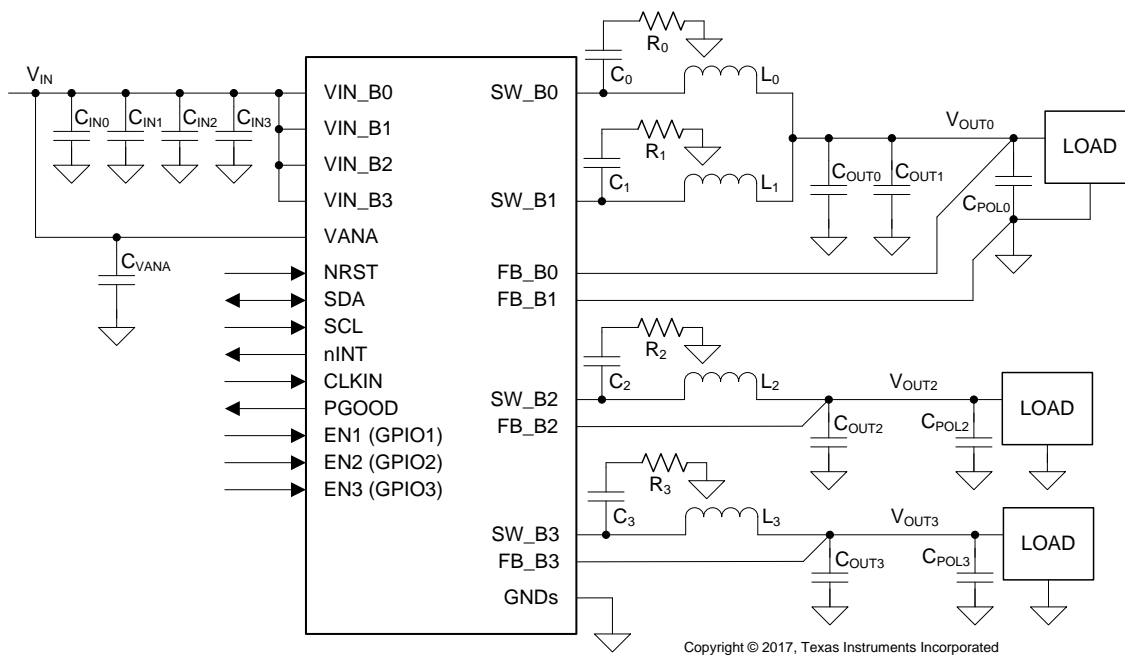 V_IN
C_IN0
C_IN1
C_IN2
C_IN3
C_VANA
VIN_B0
VIN_B1
VIN_B2
VIN_B3
VANA
NRST
SDA
SCL
nINT
CLKIN
PGOOD
EN1 (GPIO1)
EN2 (GPIO2)
EN3 (GPIO3)
SW_B0
SW_B1
FB_B0
FB_B1
SW_B2
FB_B2
SW_B3
FB_B3
GNDs
R_0
C_0
L_0
R_1
C_1
L_1
V_OUT0
C_OUT0
C_OUT1
C_POL0
LOAD
R_2
C_2
L_2
V_OUT2
C_OUT2
C_POL2
LOAD
R_3
C_3
L_3
V_OUT3
C_OUT3
C_POL3
LOAD
Copyright © 2017, Texas Instruments Incorporated